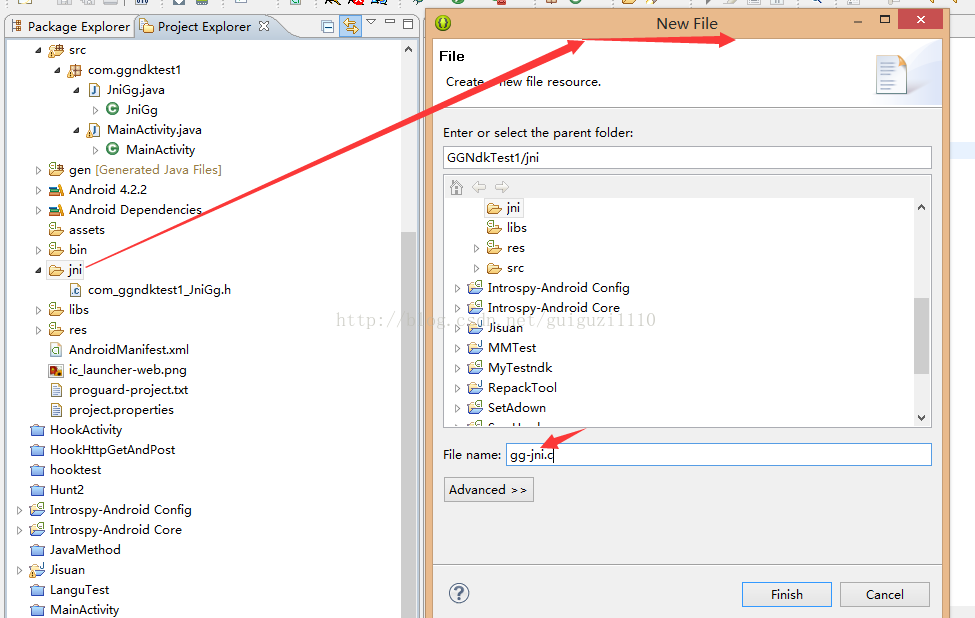 Package Explorer
Project Explorer
src
com.ggndktest1
JniGg.java
JniGg
MainActivity.java
MainActivity
gen [Generated Java Files]
Android 4.2.2
Android Dependencies
assets
bin
jni
com_ggndktest1_JniGg.h
libs
res
AndroidManifest.xml
ic_launcher-web.png
proguard-project.txt
project.properties
HookActivity
HookHttpGetAndPost
hooktest
Hunt2
Introspy-Android Config
Introspy-Android Core
JavaMethod
Jisuan
LanguTest
MainActivity
New File
File
Create new file resource.
Enter or select the parent folder:
GGNdkTest1/jni
jni
libs
res
src
Introspy-Android Config
Introspy-Android Core
Jisuan
MMTest
MyTestndk
RepackTool
SetAdown
File name: gg-jni.c
Advanced >>
Finish
Cancel
http://blog.csdn.net/guiguzi1110